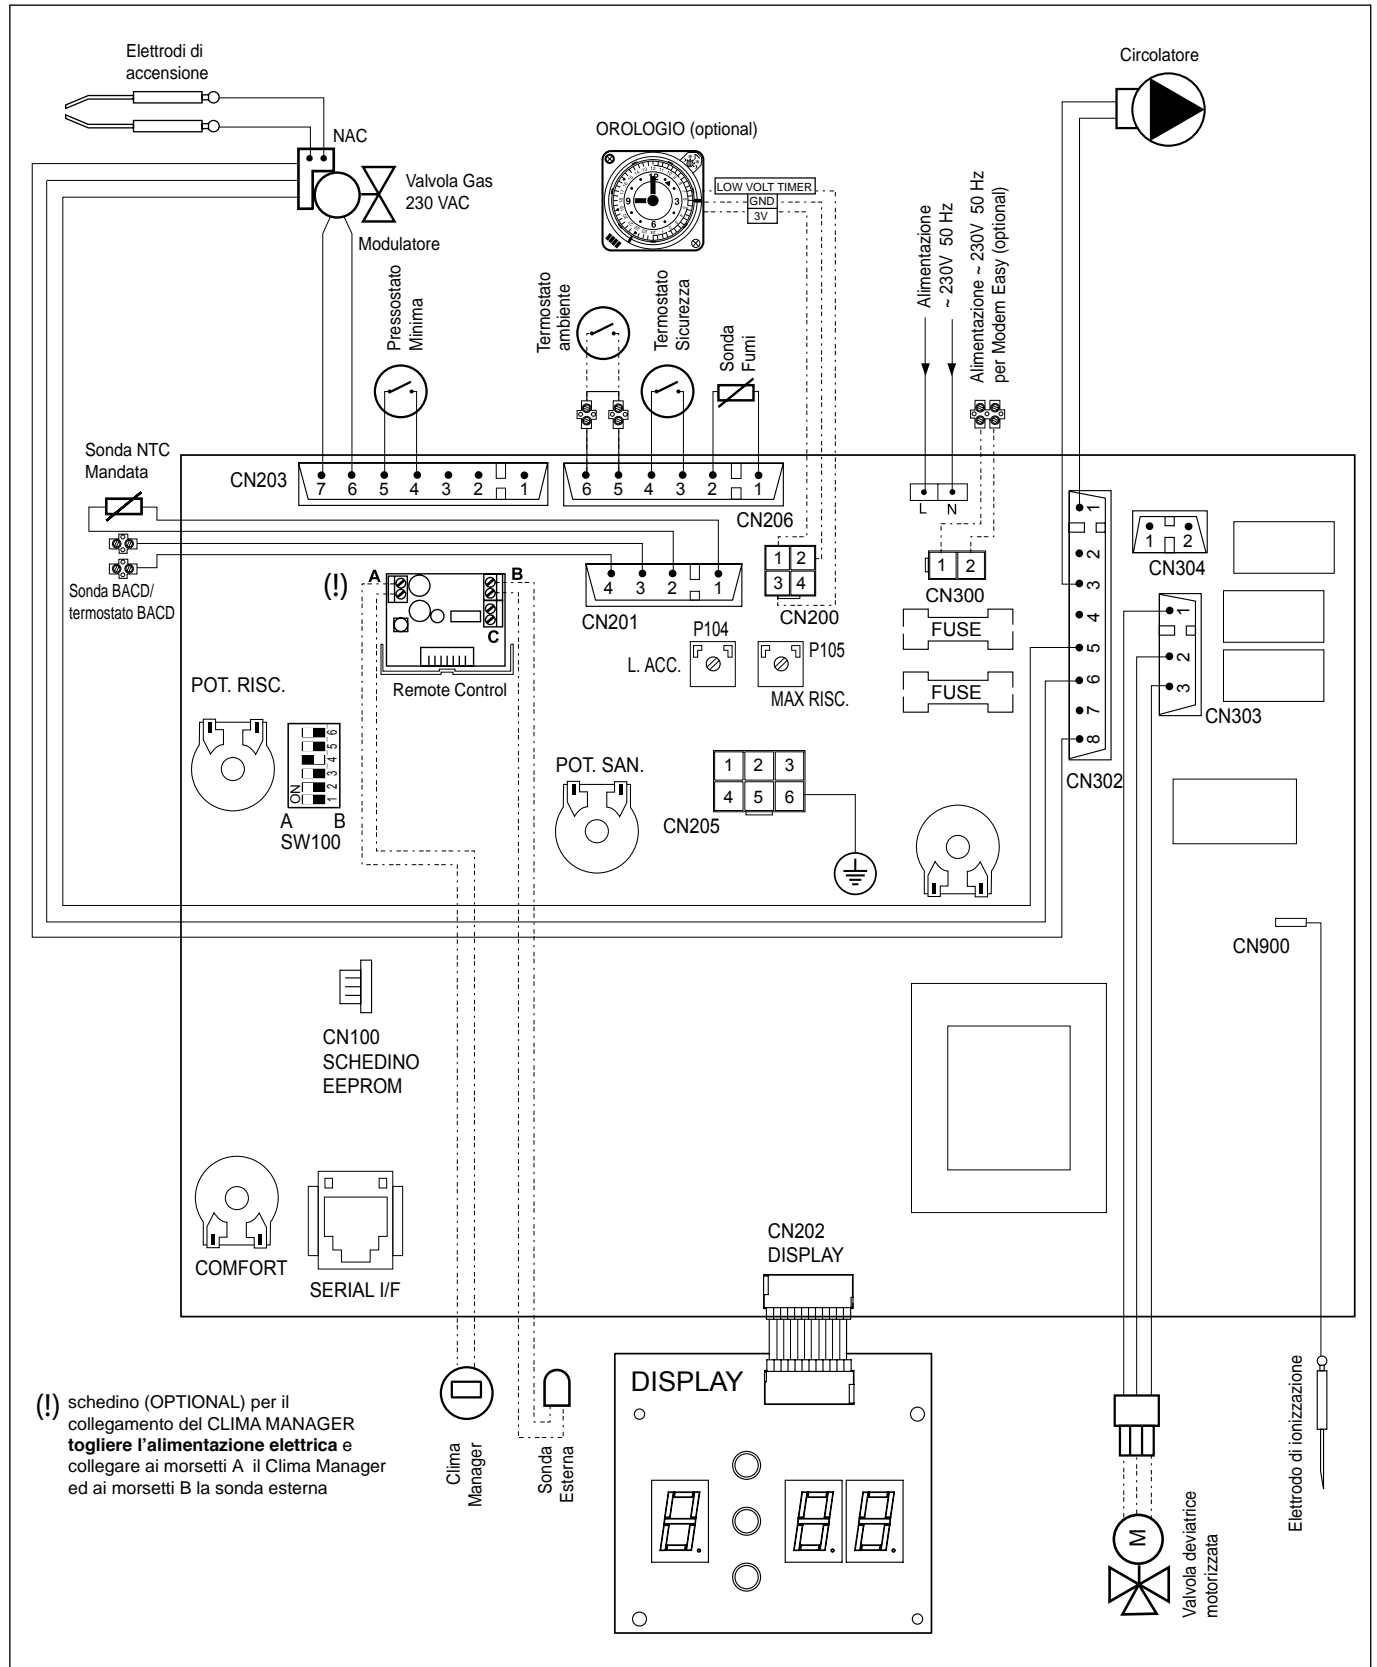 Elettrodi di
accensione
Circolatore
NAC
OROLOGIO (optional)
Valvola Gas
230 VAC
LOW VOLT TIMER
GND
3V
12
3
6
9
Modulatore
Pressostato
Minima
Termostato
ambiente
Termostato
Sicurezza
Sonda
Fumi
Alimentazione
~ 230V 50 Hz
Alimentazione ~ 230V 50 Hz
per Modem Easy (optional)
Sonda NTC
Mandata
CN203
7 6 5 4 3 2 1
6 5 4 3 2 1
CN206
L N
1 2
3 4
CN200
1 2
CN300
1 2 3 4 5 6 7 8
CN302
1 2
CN304
Sonda BACD/
termostato BACD
(!)
A
B
C
Remote Control
4 3 2 1
CN201
P104
L. ACC.
P105
MAX RISC.
FUSE
FUSE
1 2 3
CN303
POT. RISC.
ON
1 2 3 4 5 6
A B
SW100
POT. SAN.
1 2 3
4 5 6
CN205
CN900
CN100
SCHEDINO
EEPROM
COMFORT
SERIAL I/F
CN202
DISPLAY
DISPLAY
(!) schedino (OPTIONAL) per il
collegamento del CLIMA MANAGER
togliere l'alimentazione elettrica e
collegare ai morsetti A il Clima Manager
ed ai morsetti B la sonda esterna
Clima
Manager
Sonda
Esterna
M
Valvola deviatrice
motorizzata
Elettrodo di ionizzazione